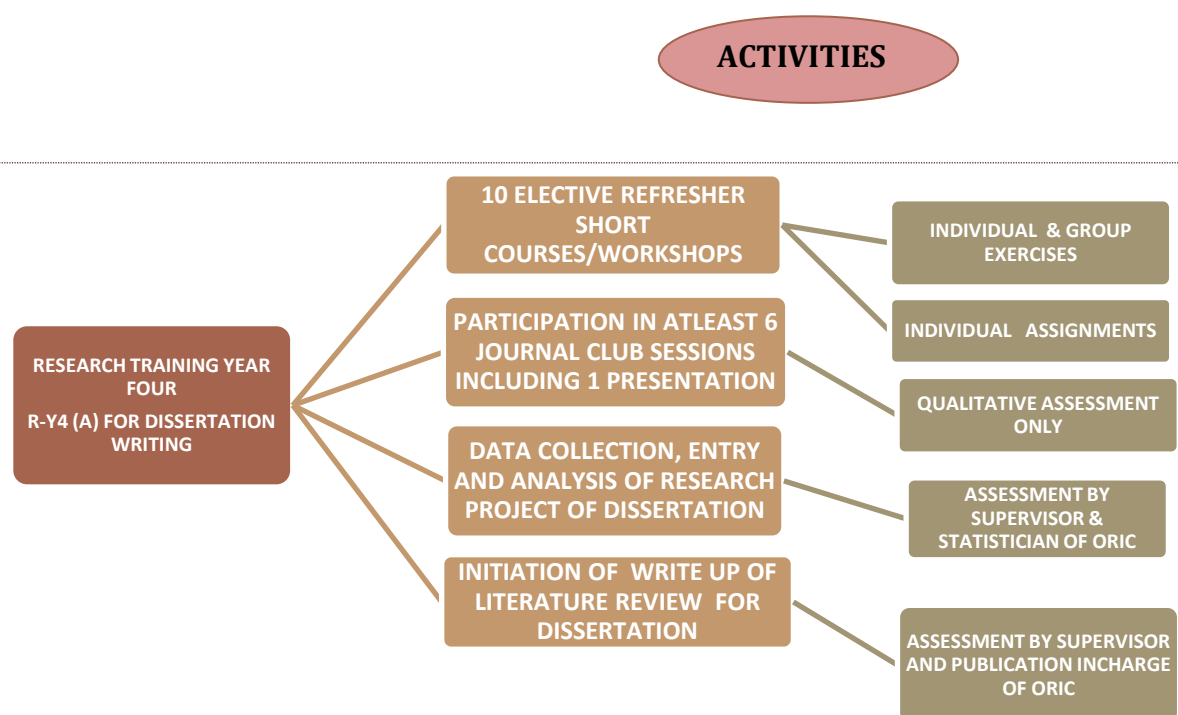 ACTIVITIES
RESEARCH TRAINING YEAR
FOUR
R-Y4 (A) FOR DISSERTATION
WRITING
10 ELECTIVE REFRESHER
SHORT
COURSES/WORKSHOPS
PARTICIPATION IN ATLEAST 6
JOURNAL CLUB SESSIONS
INCLUDING 1 PRESENTATION
DATA COLLECTION, ENTRY
AND ANALYSIS OF RESEARCH
PROJECT OF DISSERTATION
INITIATION OF WRITE UP OF
LITERATURE REVIEW FOR
DISSERTATION
INDIVIDUAL & GROUP
EXERCISES
INDIVIDUAL ASSIGNMENTS
QUALITATIVE ASSESSMENT
ONLY
ASSESSMENT BY
SUPERVISOR &
STATISTICIAN OF ORIC
ASSESSMENT BY SUPERVISOR
AND PUBLICATION INCHARGE
OF ORIC